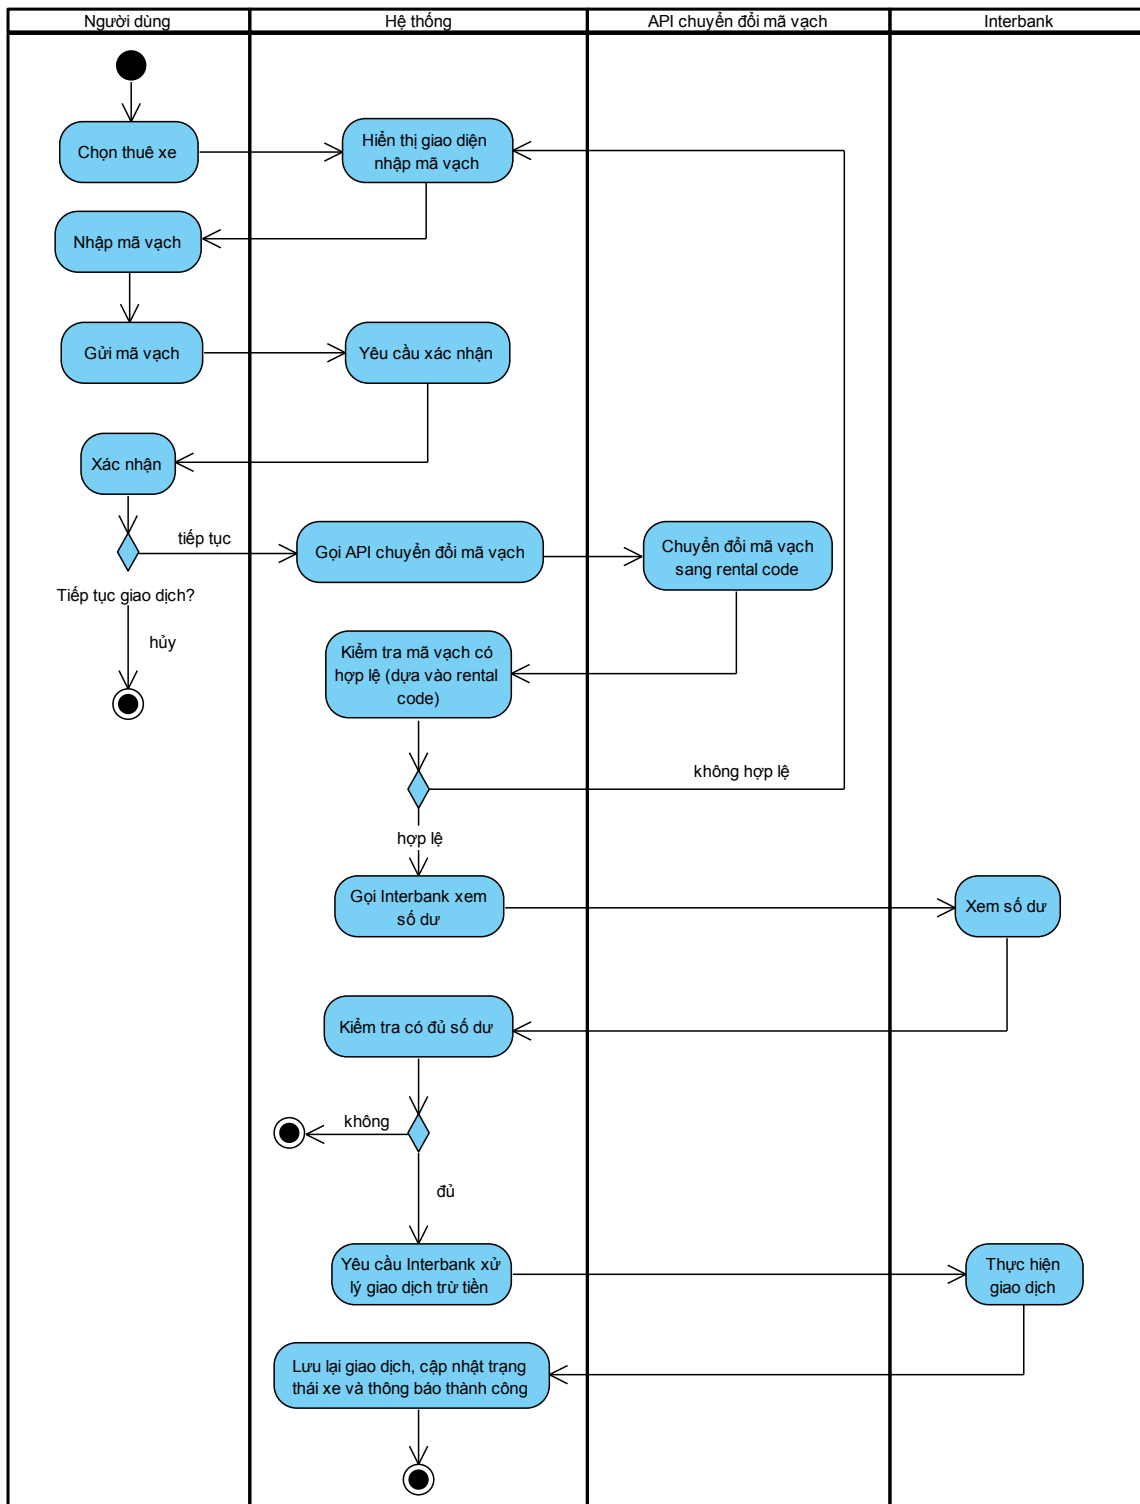 Người dùng
Hệ thống
API chuyển đổi mã vạch
Interbank
Chọn thuê xe
Hiển thị giao diện
nhập mã vạch
Nhập mã vạch
Gửi mã vạch
Yêu cầu xác nhận
Xác nhận
tiếp tục
Gọi API chuyển đổi mã vạch
Chuyển đổi mã vạch
sang rental code
Tiếp tục giao dịch?
hủy
Kiểm tra mã vạch có
hợp lệ (dựa vào rental
code)
không hợp lệ
hợp lệ
Gọi Interbank xem
số dư
Xem số dư
Kiểm tra có đủ số dư
không
đủ
Yêu cầu Interbank xử
lý giao dịch trừ tiền
Thực hiện
giao dịch
Lưu lại giao dịch, cập nhật trạng
thái xe và thông báo thành công